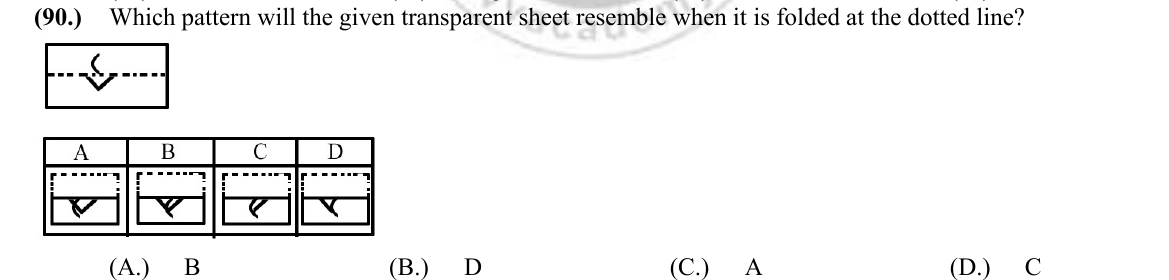 (90.) Which pattern will the given transparent sheet resemble when it is folded at the dotted line?
A B C D
(A.) B (B.) D (C.) A (D.) C